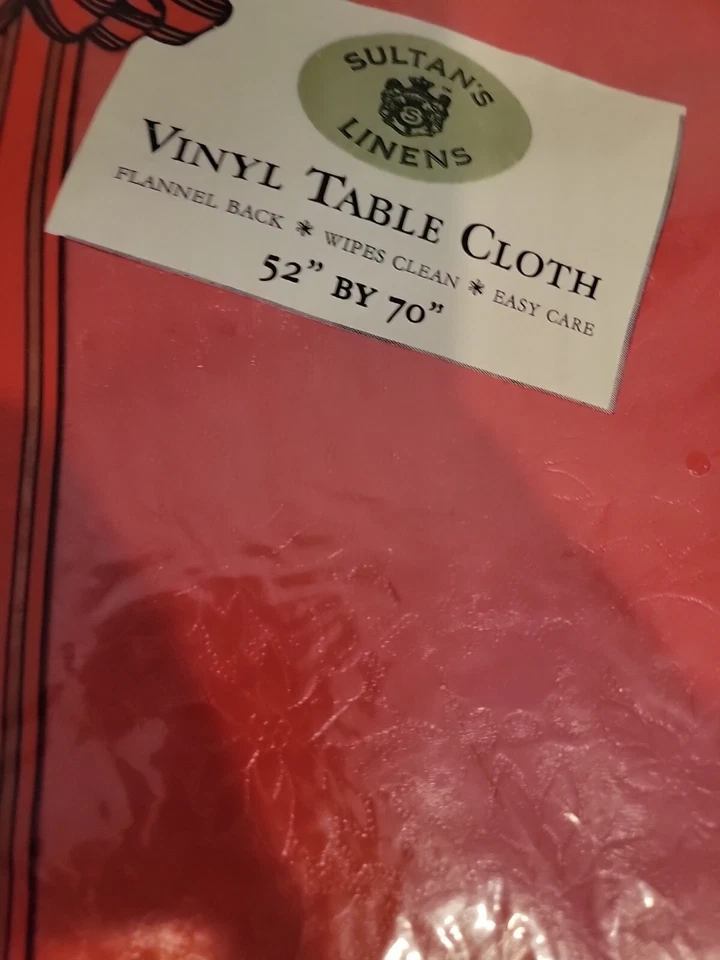 SULTAN'S
S
LINENS
VINYL TABLE CLOTH
FLANNEL BACK * WIPES CLEAN * EASY CARE
52" BY 70"